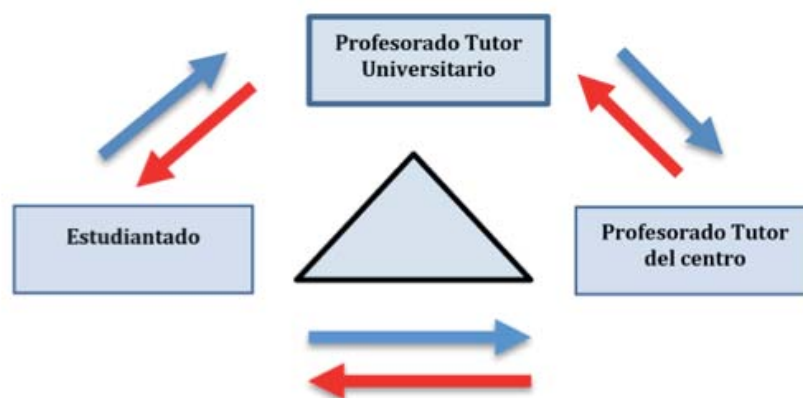 Profesorado Tutor
Universitario
Estudiantado
Profesorado Tutor
del centro